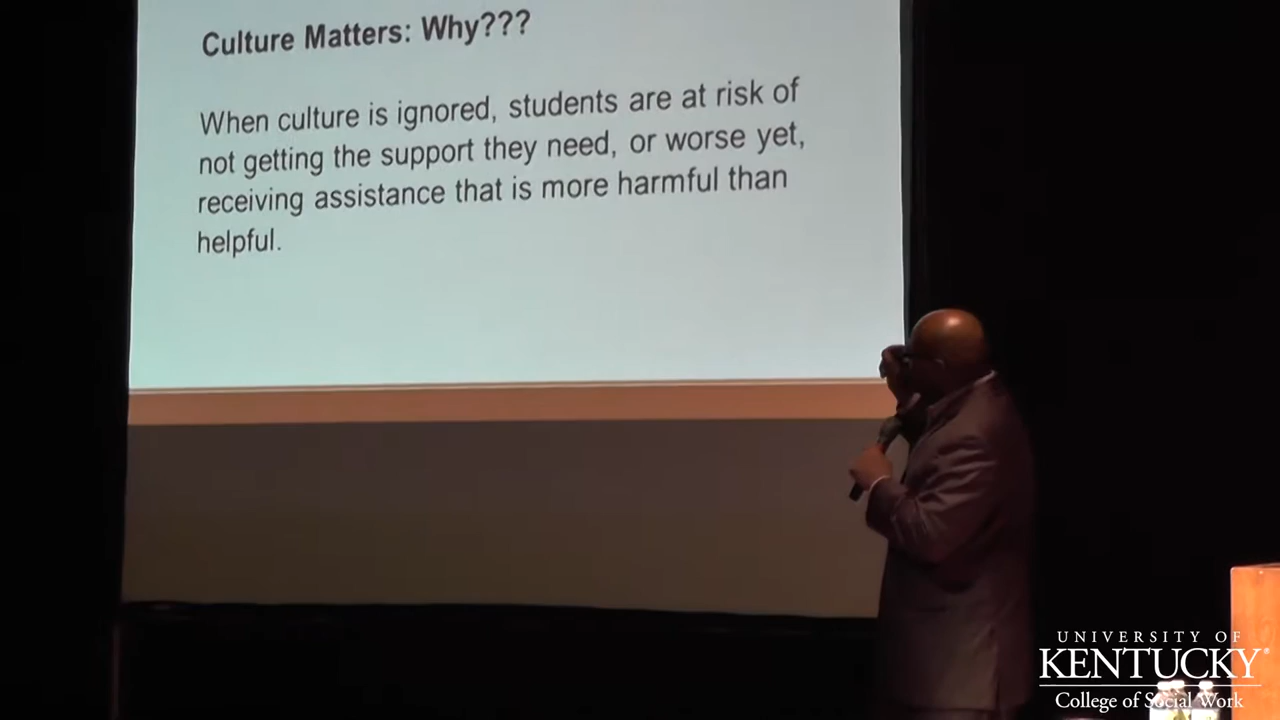 Culture Matters: Why???
When culture is ignored, students are at risk of
not getting the support they need, or worse yet,
receiving assistance that is more harmful than
helpful.
UNIVERSITY OF
KENTUCKY®
College of Social Work